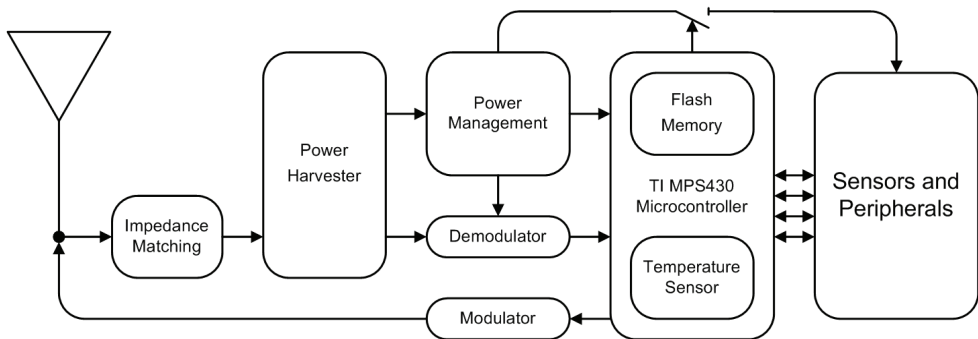 Impedance
Matching
Power
Harvester
Power
Management
Demodulator
Modulator
Flash
Memory
TI MPS430
Microcontroller
Temperature
Sensor
Sensors and
Peripherals